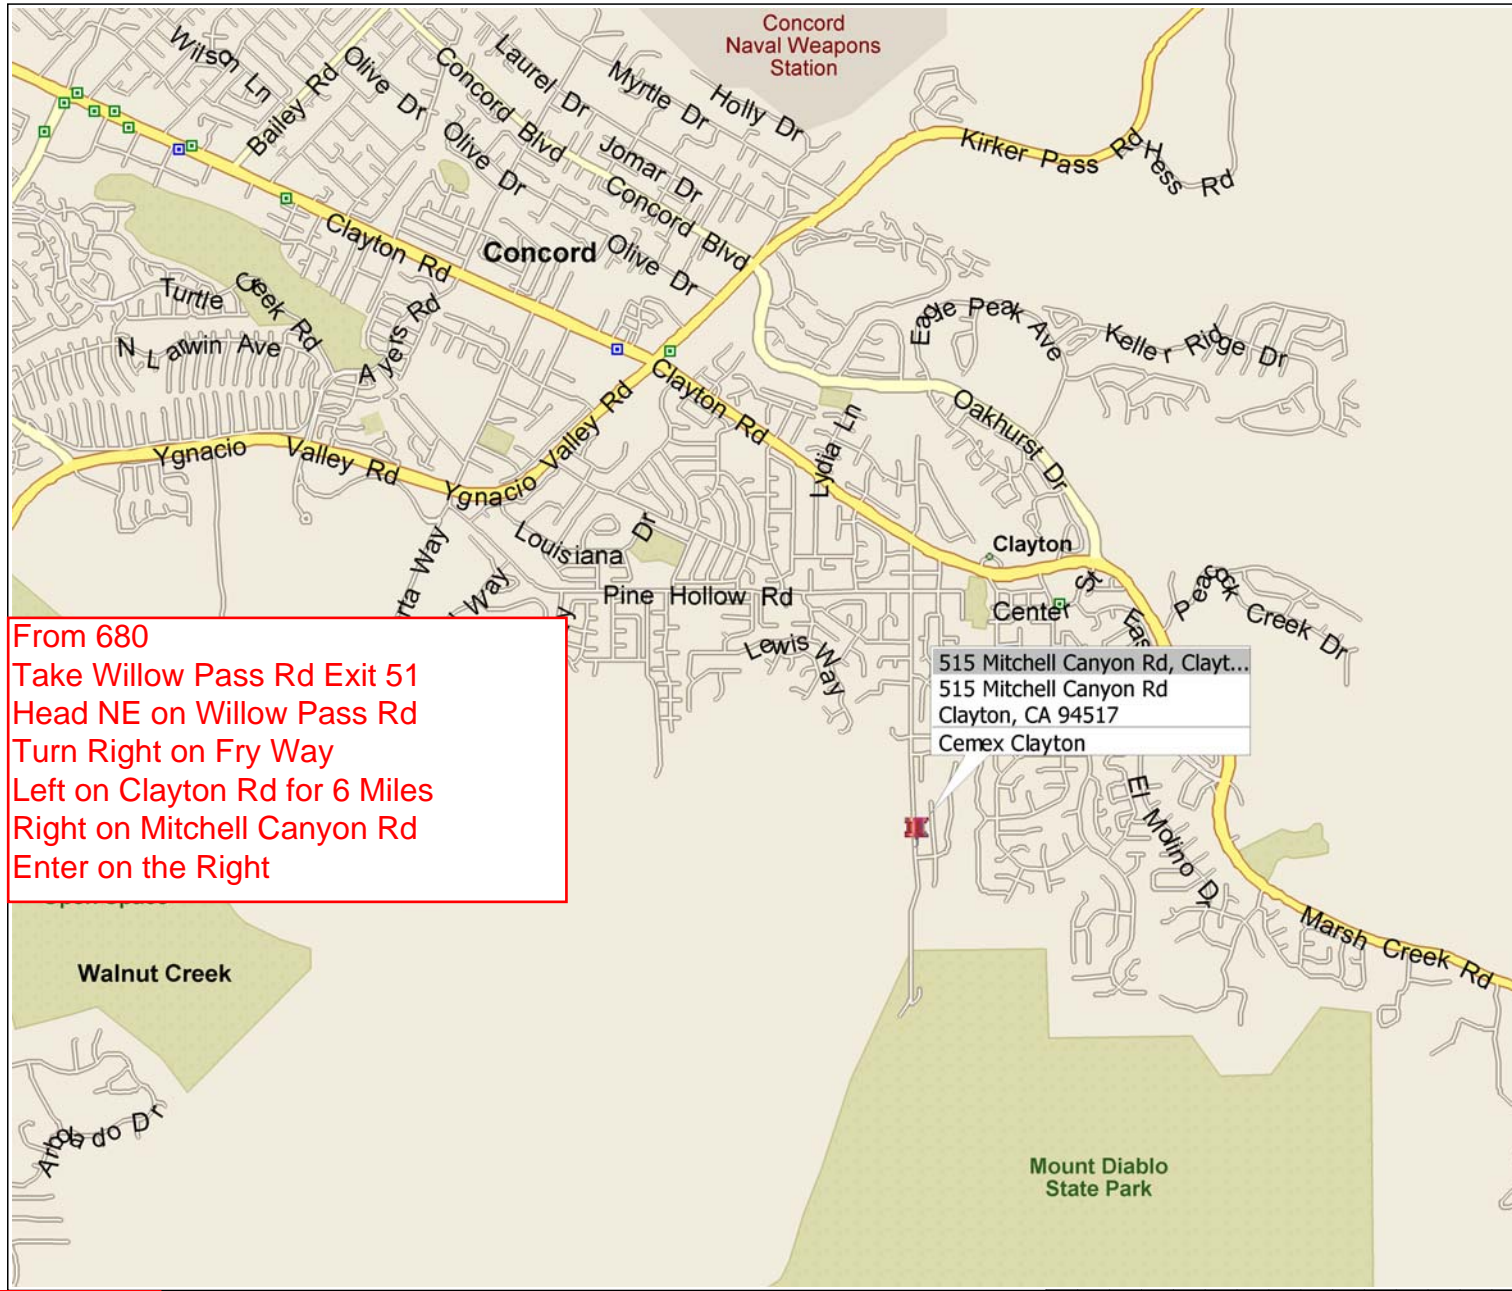 Concord
Naval Weapons
Station
Wilson Ln
Bailey Rd
Olive Dr
Concord Blvd
Laurel Dr
Myrtle Dr
Holly Dr
Kirker Pass Rd
Hess Rd
Olive Dr
Jomar Dr
Concord Blvd
Clayton Rd
Concord
Olive Dr
Turtle Creek Rd
N Larwin Ave
Ayers Rd
Eagle Peak Ave
Keller Ridge Dr
Clayton Rd
Oakhurst Dr
Lydia Ln
Ygnacio Valley Rd
Ygnacio Valley Rd
Louisiana Dr
Clayton
Pine Hollow Rd
Center St
Peacock Creek Dr
Lewis Way
Way
From 680
Take Willow Pass Rd Exit 51
Head NE on Willow Pass Rd
Turn Right on Fry Way
Left on Clayton Rd for 6 Miles
Right on Mitchell Canyon Rd
Enter on the Right
515 Mitchell Canyon Rd, Clayt...
515 Mitchell Canyon Rd
Clayton, CA 94517
Cemex Clayton
El Molino Dr
Marsh Creek Rd
Walnut Creek
Arbolado Dr
Mount Diablo
State Park